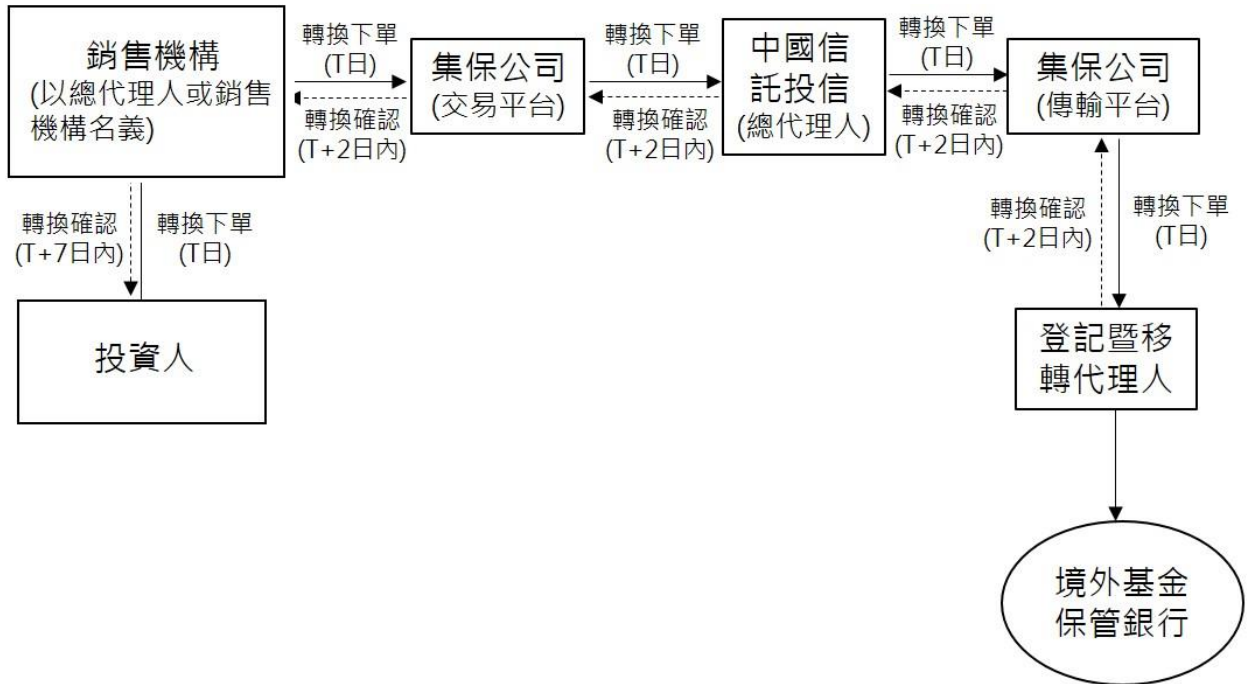 銷售機構
(以總代理人或銷售
機構名義)
轉換下單
(T日)
轉換確認
(T+2日內)
集保公司
(交易平台)
轉換下單
(T日)
轉換確認
(T+2日內)
中國信
託投信
(總代理人)
轉換下單
(T日)
轉換確認
(T+2日內)
集保公司
(傳輸平台)
轉換確認
(T+7日內)
轉換下單
(T日)
轉換確認
(T+2日內)
轉換下單
(T日)
投資人
登記暨移
轉代理人
境外基金
保管銀行